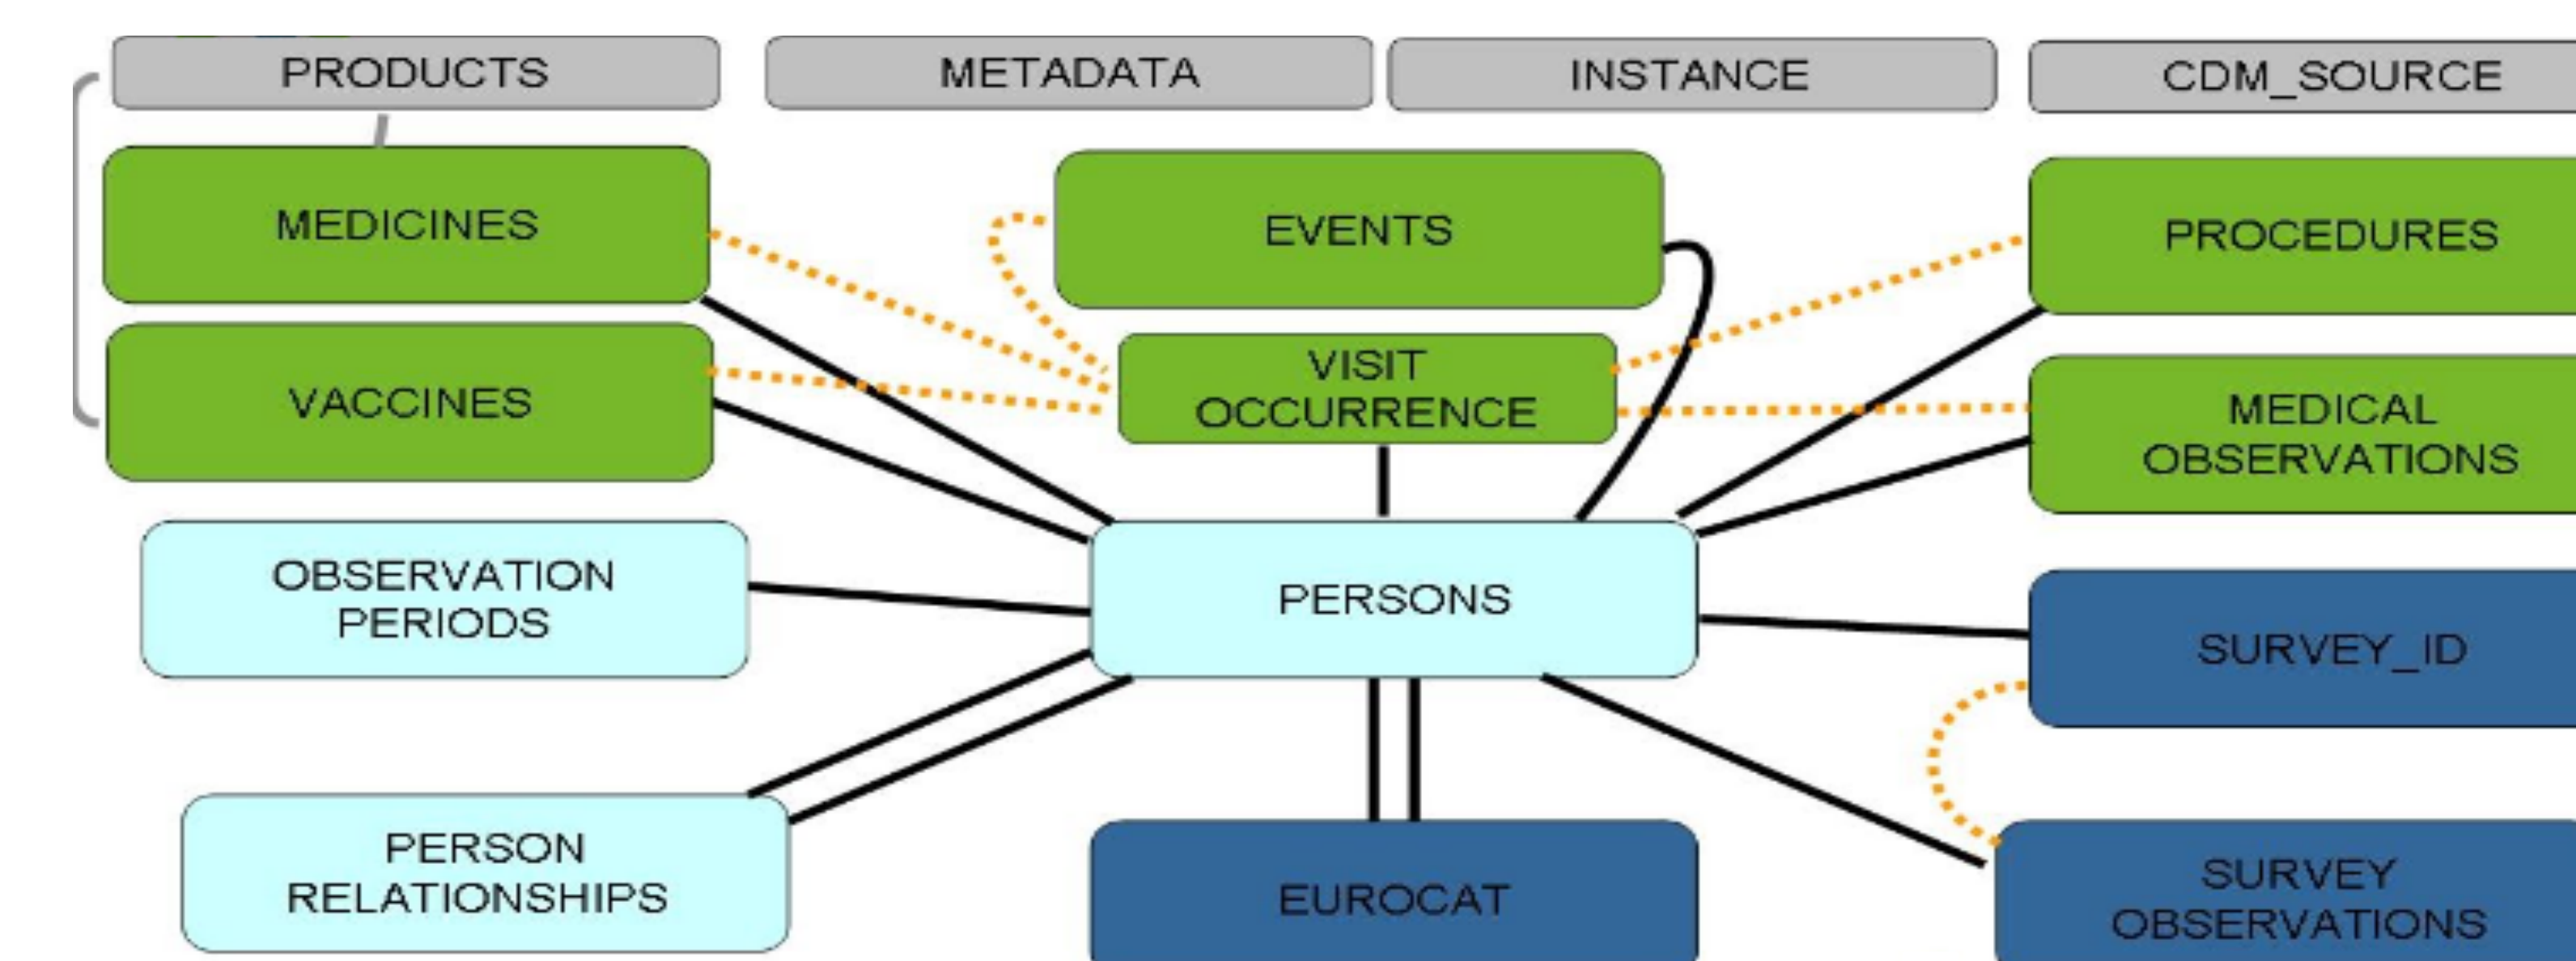 PRODUCTS
METADATA
INSTANCE
CDM_SOURCE
MEDICINES
EVENTS
PROCEDURES
VACCINES
VISIT
OCCURRENCE
MEDICAL
OBSERVATIONS
OBSERVATION
PERIODS
PERSONS
SURVEY_ID
PERSON
RELATIONSHIPS
EUROCAT
SURVEY
OBSERVATIONS